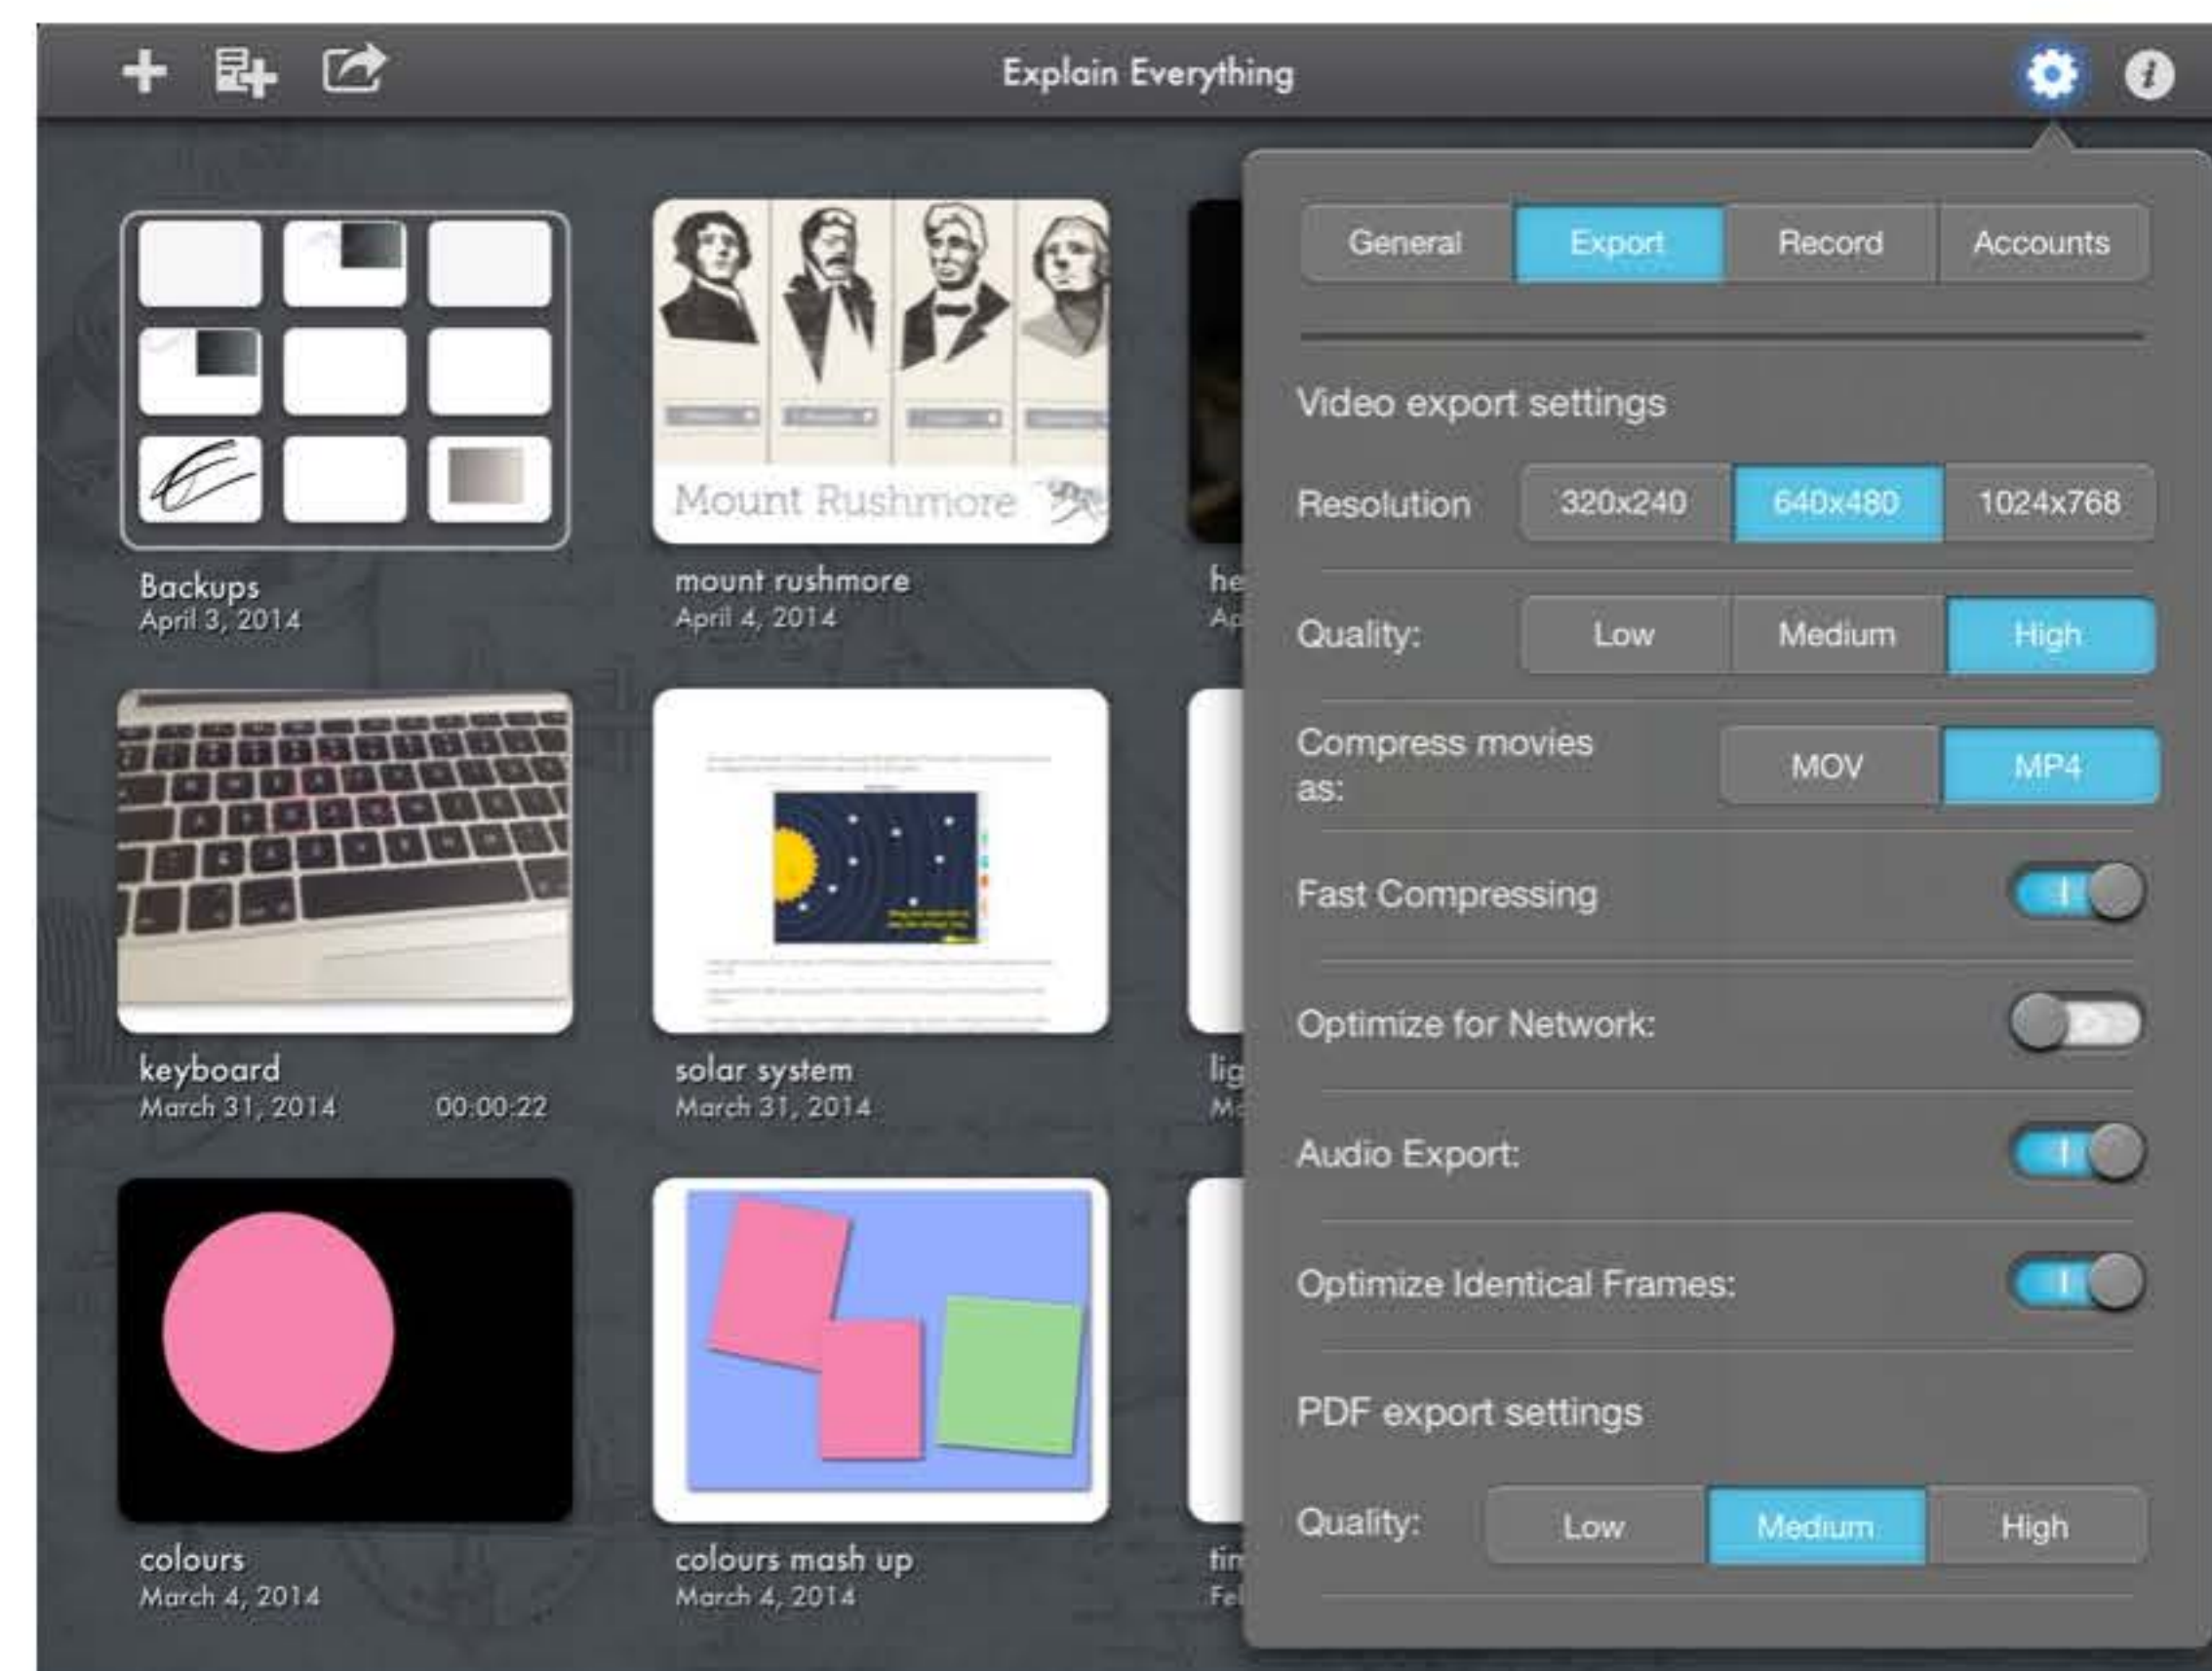 Explain Everything
General
Export
Record
Accounts
Video export settings
Resolution
320x240
640x480
1024x768
Quality:
Low
Medium
High
Compress movies
as:
MOV
MP4
Fast Compressing
Optimize for Network:
Audio Export:
Optimize Identical Frames:
PDF export settings
Quality:
Low
Medium
High
Mount Rushmore
Backups
April 3, 2014
mount rushmore
April 4, 2014
he
Ap
keyboard
March 31, 2014
00:00:22
solar system
March 31, 2014
lig
colours
March 4, 2014
colours mash up
March 4, 2014